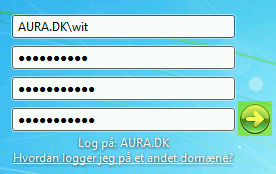 AURA.DK\wit
●●●●●●●●●●
●●●●●●●●●●●
●●●●●●●●●●●
Log på: AURA.DK
Hvordan logger jeg på et andet domæne?